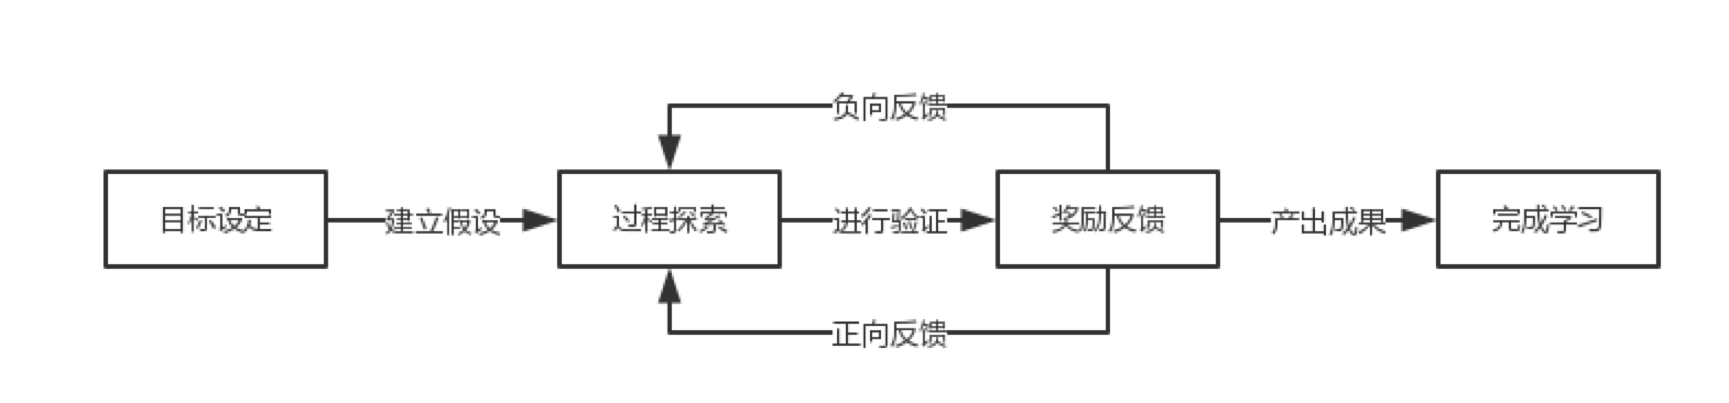 负向反馈
目标设定
建立假设
过程探索
进行验证
奖励反馈
产出成果
完成学习
正向反馈